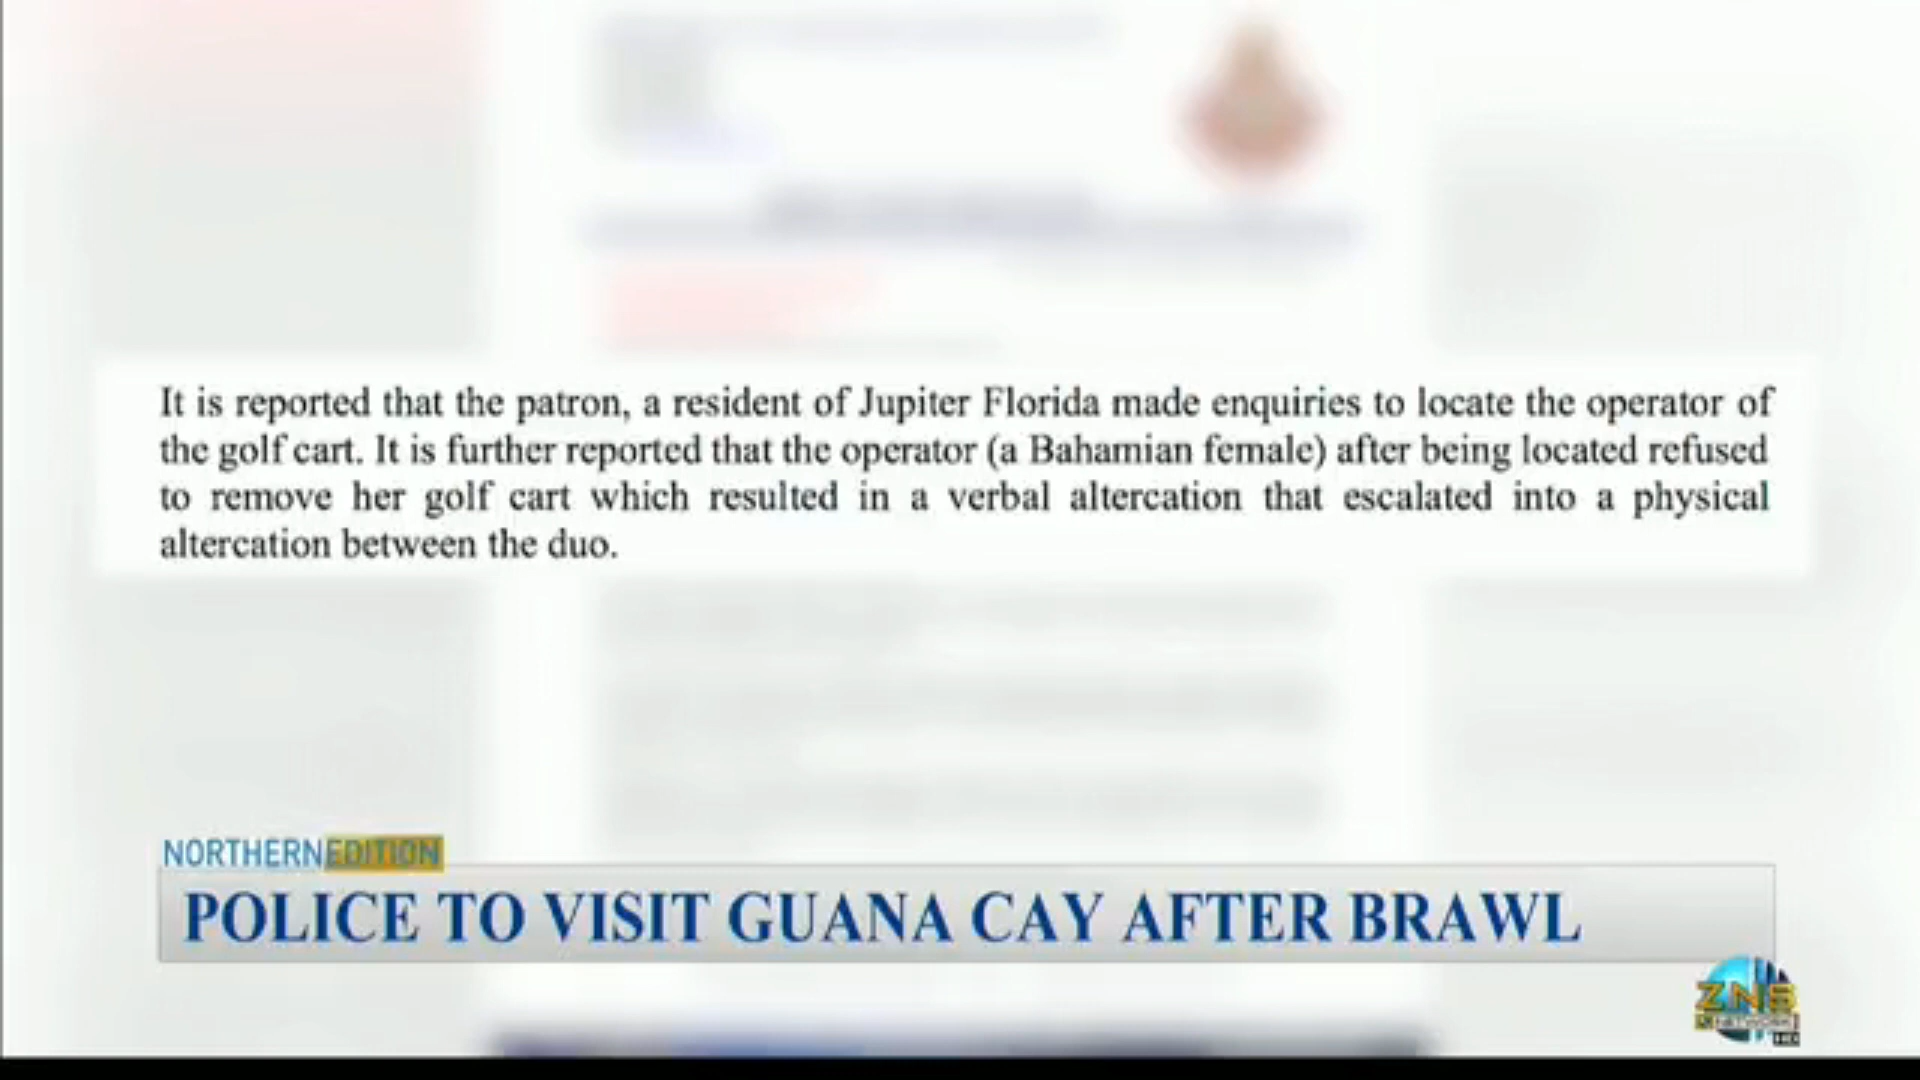 It is reported that the patron, a resident of Jupiter Florida made enquiries to locate the operator of
the golf cart. It is further reported that the operator (a Bahamian female) after being located refused
to remove her golf cart which resulted in a verbal altercation that escalated into a physical
altercation between the duo.
NORTHERN EDITION
POLICE TO VISIT GUANA CAY AFTER BRAWL
ZNS
NETWORK
HD